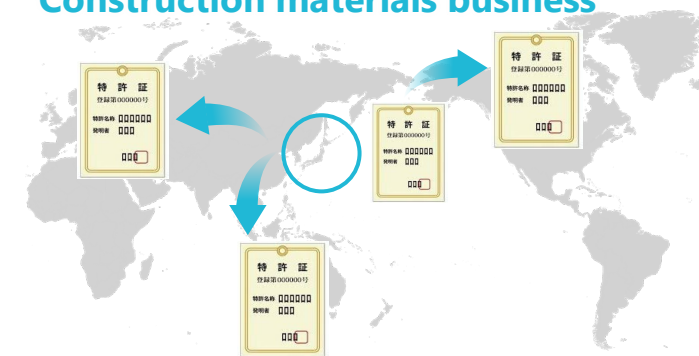 Construction materials business
特 許 証
登録第000000号
特許名称 □□□□□□
発明者 □□□
□□□
特 許 証
登録第000000号
特許名称 □□□□□□
発明者 □□□
□□□
特 許 証
登録第000000号
特許名称 □□□□□□
発明者 □□□
□□□
特 許 証
登録第000000号
特許名称 □□□□□□
発明者 □□□
□□□